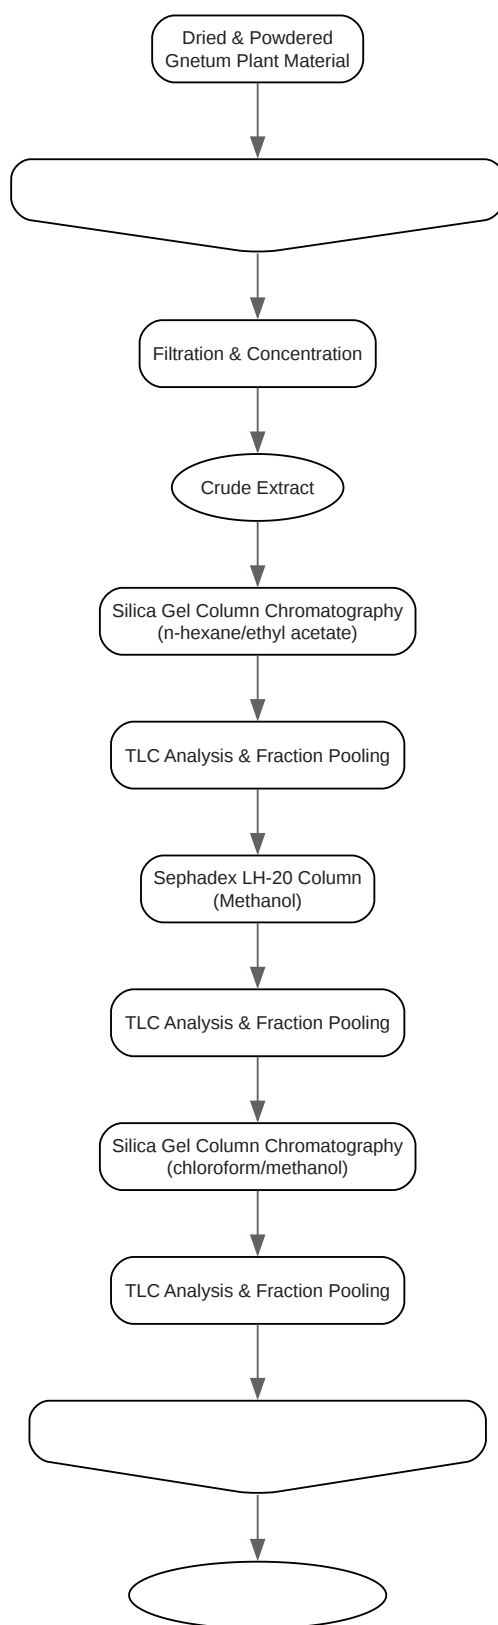 Dried & Powdered
Gnetum Plant Material
Filtration & Concentration
Crude Extract
Silica Gel Column Chromatography
(n-hexane/ethyl acetate)
TLC Analysis & Fraction Pooling
Sephadex LH-20 Column
(Methanol)
TLC Analysis & Fraction Pooling
Silica Gel Column Chromatography
(chloroform/methanol)
TLC Analysis & Fraction Pooling